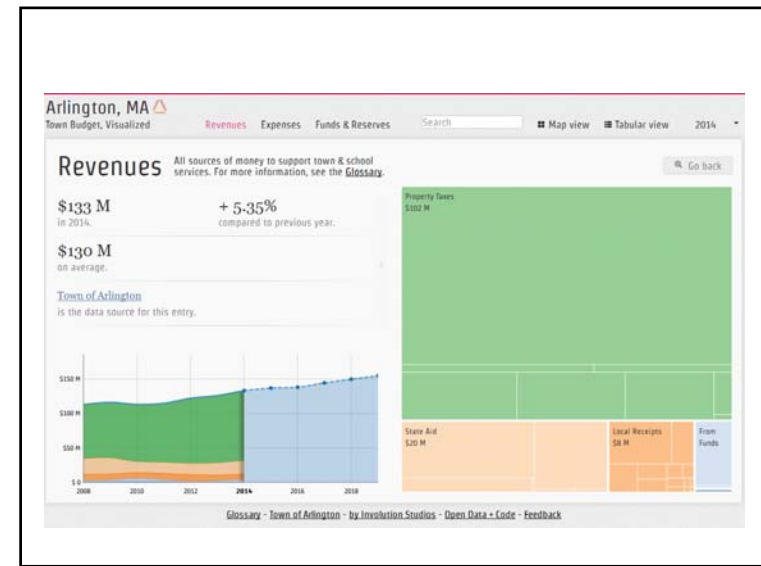 Arlington, MA
Town Budget, Visualized
Revenues Expenses Funds & Reserves Search Map view Tabular view 2014
Revenues
All sources of money to support town & school
services. For more information, see the Glossary.
Go back
$133 M
in 2014.
+ 5.35%
compared to previous year.
$130 M
on average.
Town of Arlington
is the data source for this entry.
$150 M
$100 M
$50 M
$ 0
2008 2010 2012 2014 2016 2018
Property Taxes
$102 M
State Aid
$20 M
Local Receipts
$8 M
From
Funds
Glossary - Town of Arlington - by Involution Studios - Open Data + Code - Feedback